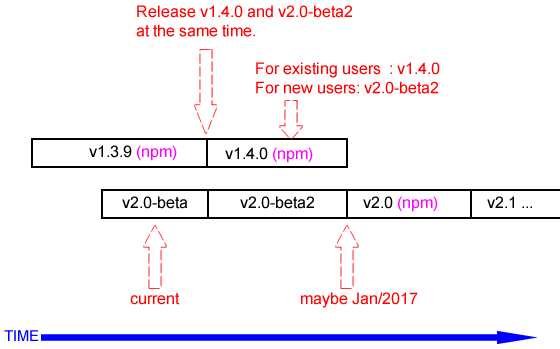 Release v1.4.0 and v2.0-beta2
at the same time.
For existing users : v1.4.0
For new users: v2.0-beta2
v1.3.9 (npm)
v1.4.0 (npm)
v2.0-beta
v2.0-beta2
v2.0 (npm)
v2.1 ...
current
maybe Jan/2017
TIME